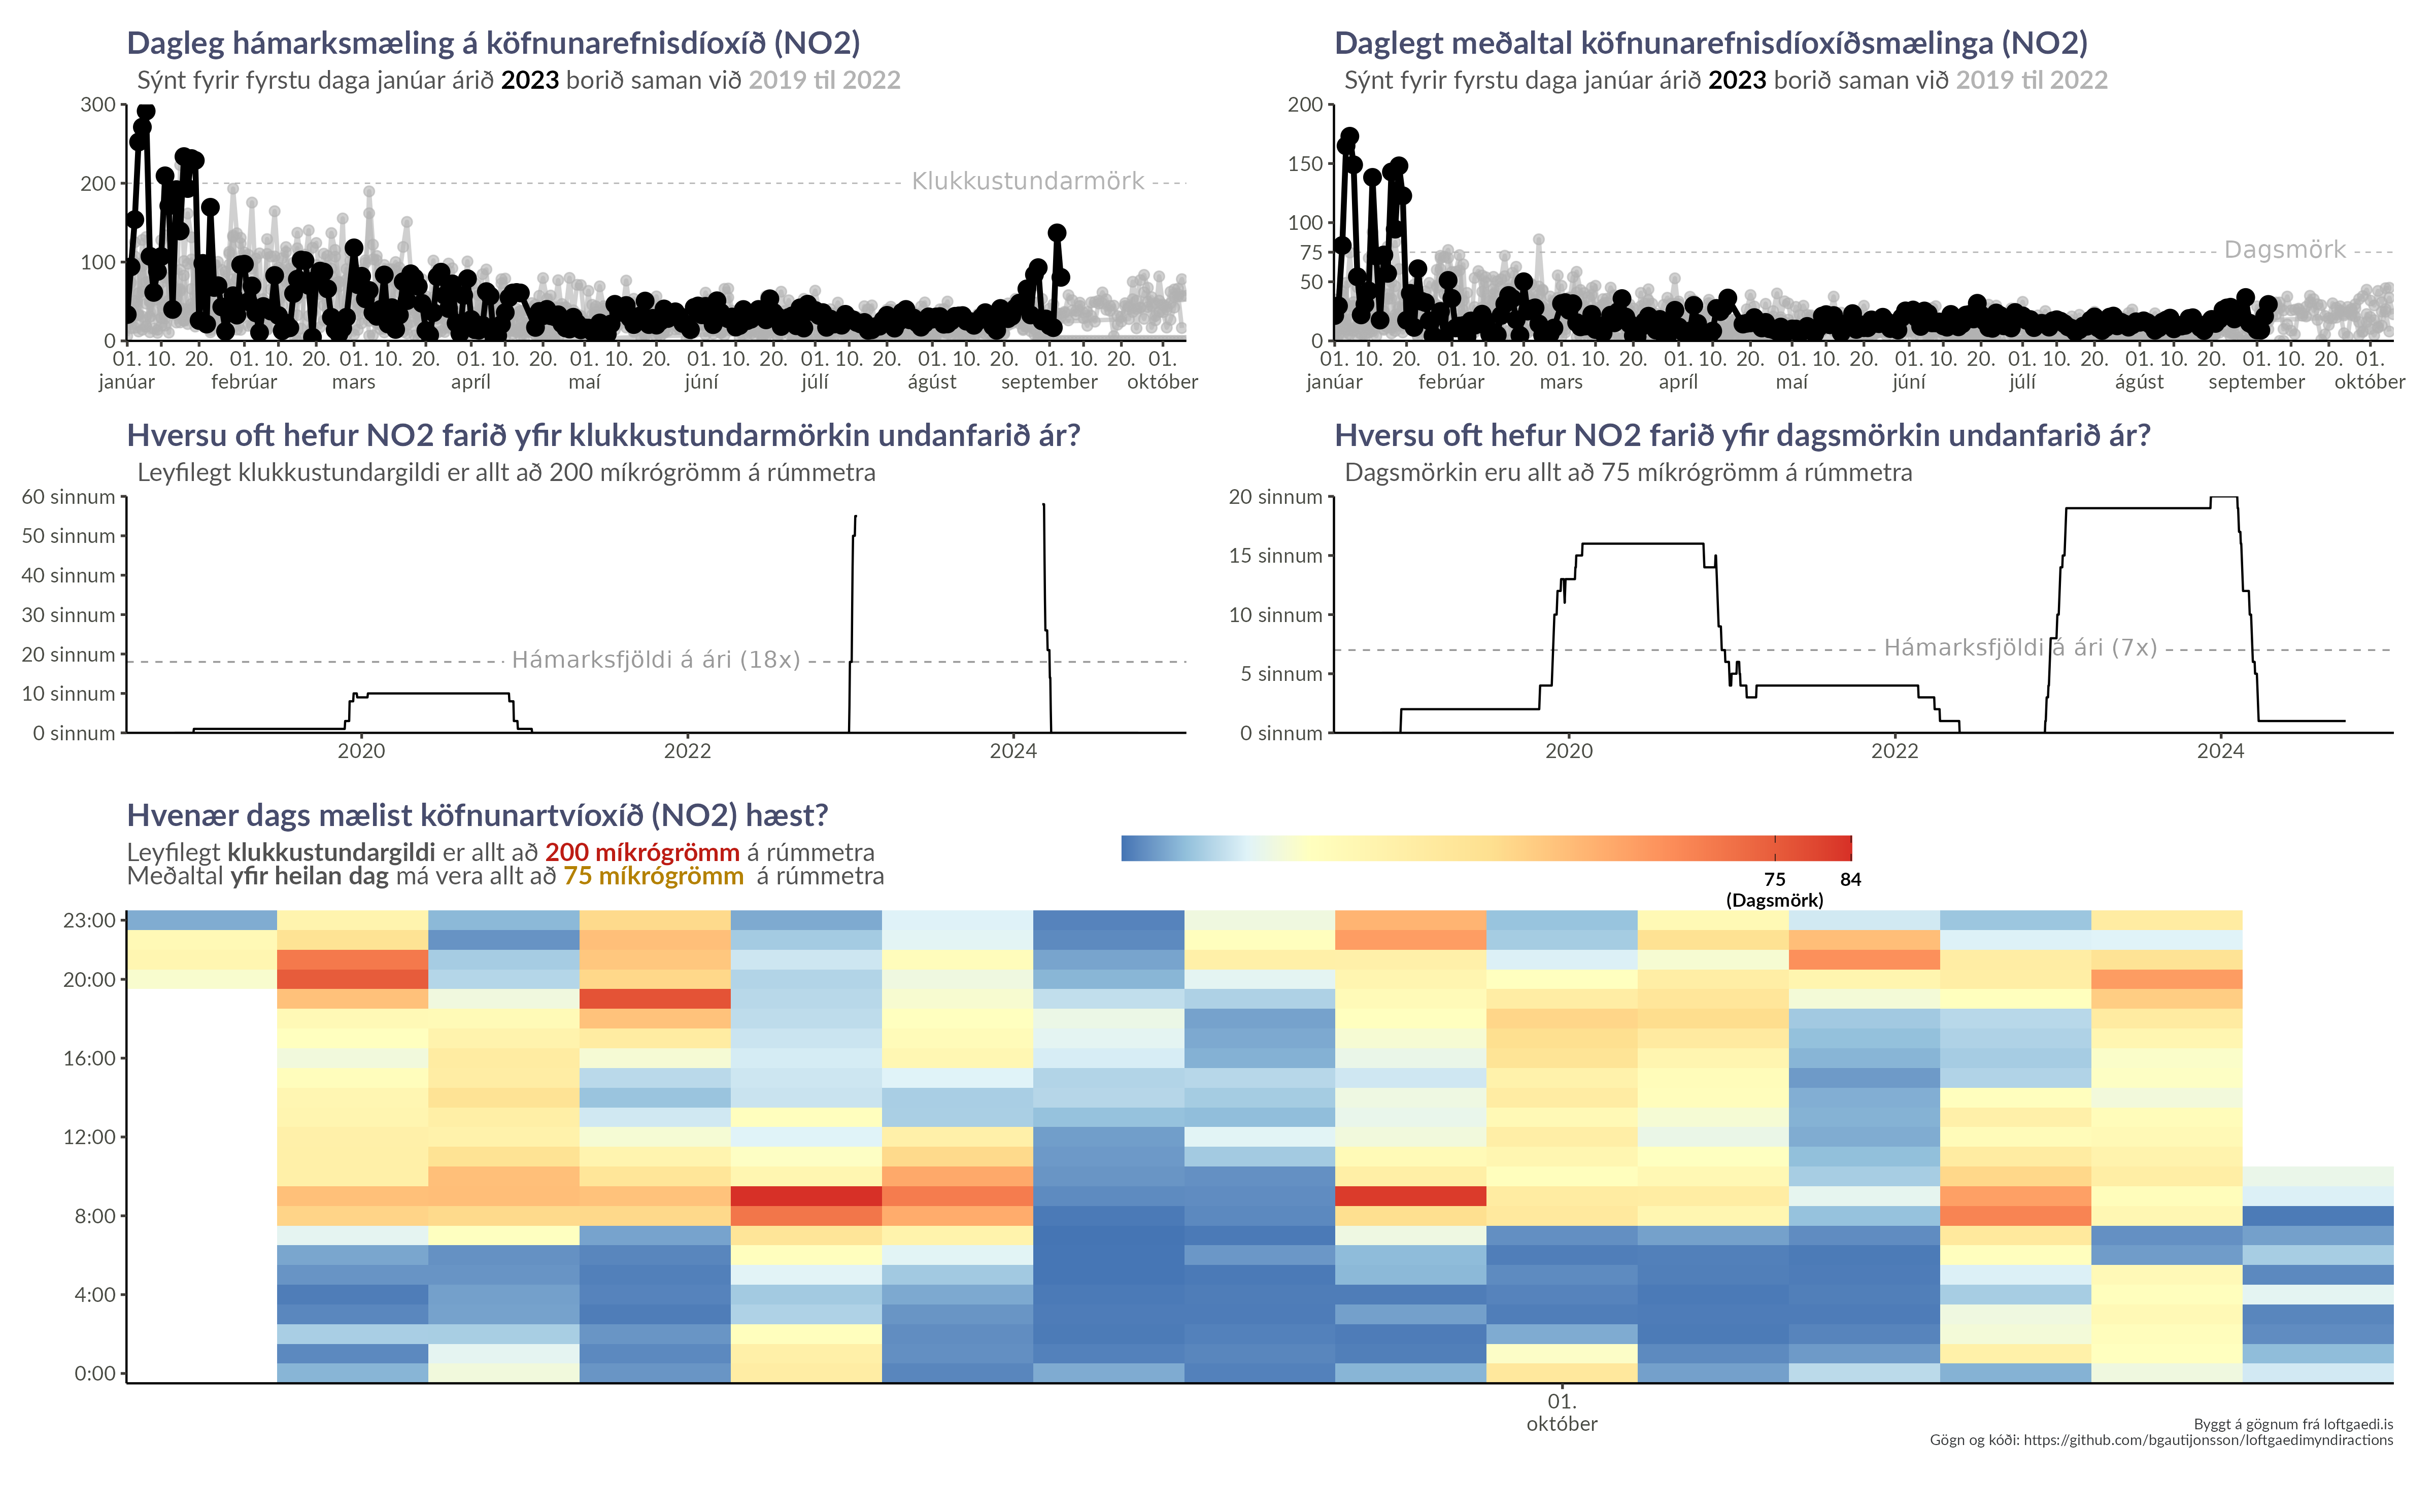 Dagleg hámarksmæling á köfnunarefnisdíoxíð (NO2)
Sýnt fyrir fyrstu daga janúar árið 2023 borið saman við 2019 til 2022
300
200
100
0
Klukkustundarmörk
01. 10. 20. 01. 10. 20. 01. 10. 20. 01. 10. 20. 01. 10. 20. 01. 10. 20. 01. 10. 20. 01. 10. 20. 01. 10. 20. 01.
janúar febrúar mars apríl maí júní júlí ágúst september október
Daglegt meðaltal köfnunarefnisdíoxíðsmælinga (NO2)
Sýnt fyrir fyrstu daga janúar árið 2023 borið saman við 2019 til 2022
200
150
100
75
50
0
Dagsmörk
01. 10. 20. 01. 10. 20. 01. 10. 20. 01. 10. 20. 01. 10. 20. 01. 10. 20. 01. 10. 20. 01. 10. 20. 01. 10. 20. 01.
janúar febrúar mars apríl maí júní júlí ágúst september október
Hversu oft hefur NO2 farið yfir klukkustundarmörkin undanfarið ár?
Leyfilegt klukkustundargildi er allt að 200 míkrógrömm á rúmmetra
60 sinnum
50 sinnum
40 sinnum
30 sinnum
20 sinnum
10 sinnum
0 sinnum
Hámarksfjöldi á ári (18x)
2020 2022 2024
Hversu oft hefur NO2 farið yfir dagsmörkin undanfarið ár?
Dagsmörkin eru allt að 75 míkrógrömm á rúmmetra
20 sinnum
15 sinnum
10 sinnum
5 sinnum
0 sinnum
Hámarksfjöldi á ári (7x)
2020 2022 2024
Hvenær dags mælist köfnunartvíoxíð (NO2) hæst?
Leyfilegt klukkustundargildi er allt að 200 míkrógrömm á rúmmetra
Meðaltal yfir heilan dag má vera allt að 75 míkrógrömm á rúmmetra
75 84
(Dagsmörk)
23:00
20:00
16:00
12:00
8:00
4:00
0:00
01.
október
Byggt á gögnum frá loftgaedi.is
Gögn og kóði: https://github.com/bgautijonsson/loftgaedimyndiractions